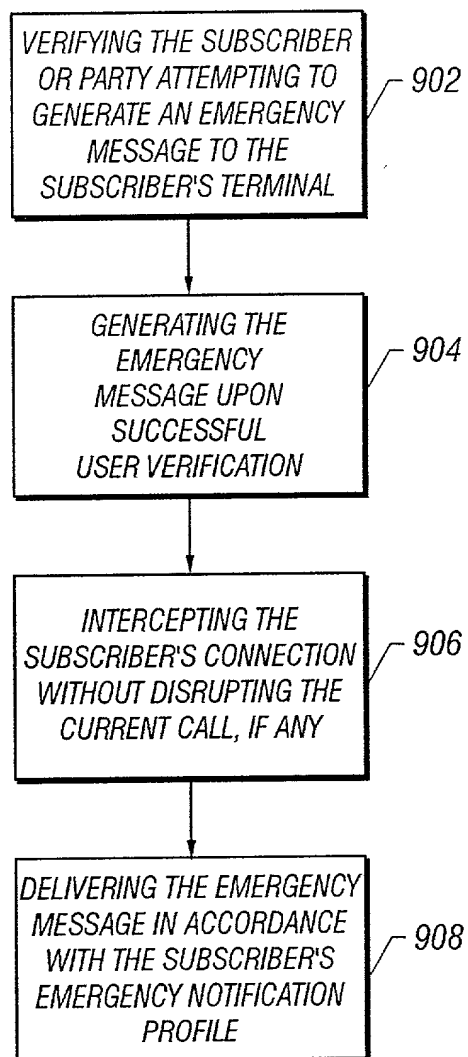 VERIFYING THE SUBSCRIBER
OR PARTY ATTEMPTING TO
GENERATE AN EMERGENCY
MESSAGE TO THE
SUBSCRIBER'S TERMINAL
902
GENERATING THE
EMERGENCY
MESSAGE UPON
SUCCESSFUL
USER VERIFICATION
904
INTERCEPTING THE
SUBSCRIBER'S CONNECTION
WITHOUT DISRUPTING THE
CURRENT CALL, IF ANY
906
DELIVERING THE EMERGENCY
MESSAGE IN ACCORDANCE
WITH THE SUBSCRIBER'S
EMERGENCY NOTIFICATION
PROFILE
908